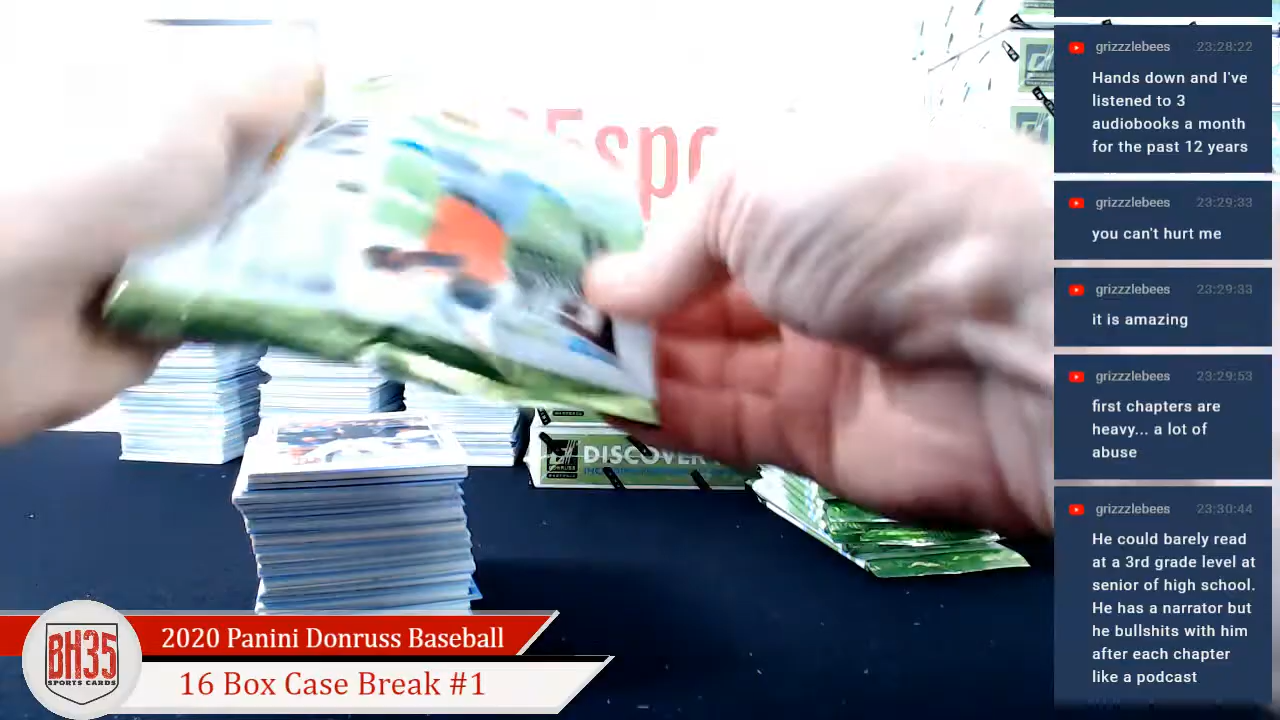 35spo
DISCOVER
DONRUSS
2020 Panini Donruss Baseball
16 Box Case Break #1
BH35
SPORTS CARDS
grizzzlebees 23:28:22
Hands down and I've
listened to 3
audiobooks a month
for the past 12 years
grizzzlebees 23:29:33
you can't hurt me
grizzzlebees 23:29:33
it is amazing
grizzzlebees 23:29:53
first chapters are
heavy... a lot of
abuse
grizzzlebees 23:30:44
He could barely read
at a 3rd grade level at
senior of high school.
He has a narrator but
he bullshits with him
after each chapter
like a podcast